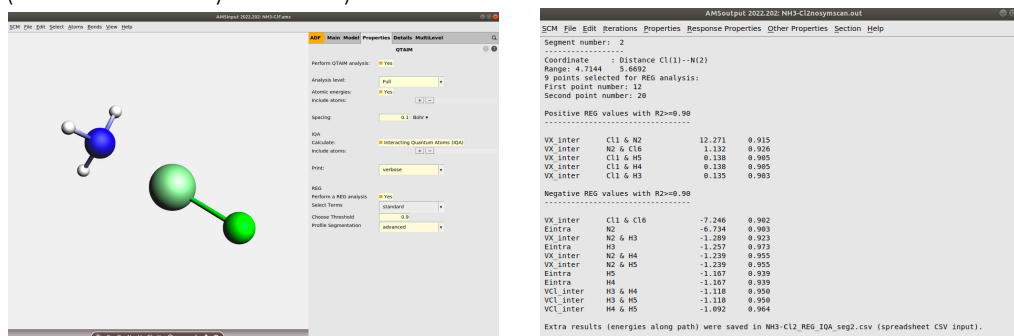 AMSinput 2022.202: NH3-ClF.ams
SCM File Edit Select Atoms Bonds View Help
ADF Main Model Properties Details MultiLevel
QTAIM
Perform QTAIM analysis: Yes
Analysis level: Full
Atomic energies: Yes
Include atoms: + -
Spacing: 0.1 Bohr
IQA
Calculate: Interacting Quantum Atoms (IQA)
Include atoms: + -
Print: verbose
REG
Perform a REG analysis Yes
Select Terms standard
Choose Threshold 0.9
Profile Segmentation advanced
AMSoutput 2022.202: NH3-Cl2nosymscan.out
SCM File Edit Iterations Properties Response Properties Other Properties Section Help
Segment number: 2
-----------------
Coordinate : Distance Cl(1)--N(2)
Range: 4.7144 5.6692
9 points selected for REG analysis:
First point number: 12
Second point number: 20
Positive REG values with R2>=0.90
---------------------------------
VX_inter Cl1 & N2 12.271 0.915
VX_inter N2 & Cl6 1.132 0.926
VX_inter Cl1 & H5 0.138 0.905
VX_inter Cl1 & H4 0.138 0.905
VX_inter Cl1 & H3 0.135 0.903
Negative REG values with R2>=0.90
---------------------------------
VX_inter Cl1 & Cl6 -7.246 0.902
Eintra N2 -6.734 0.903
VX_inter N2 & H3 -1.289 0.923
Eintra H3 -1.257 0.973
VX_inter N2 & H4 -1.239 0.955
VX_inter N2 & H5 -1.239 0.955
Eintra H5 -1.167 0.939
Eintra H4 -1.167 0.939
VCl_inter H3 & H4 -1.118 0.950
VCl_inter H3 & H5 -1.118 0.950
VCl_inter H4 & H5 -1.092 0.964
Extra results (energies along path) were saved in NH3-Cl2_REG_IQA_seg2.csv (spreadsheet CSV input).